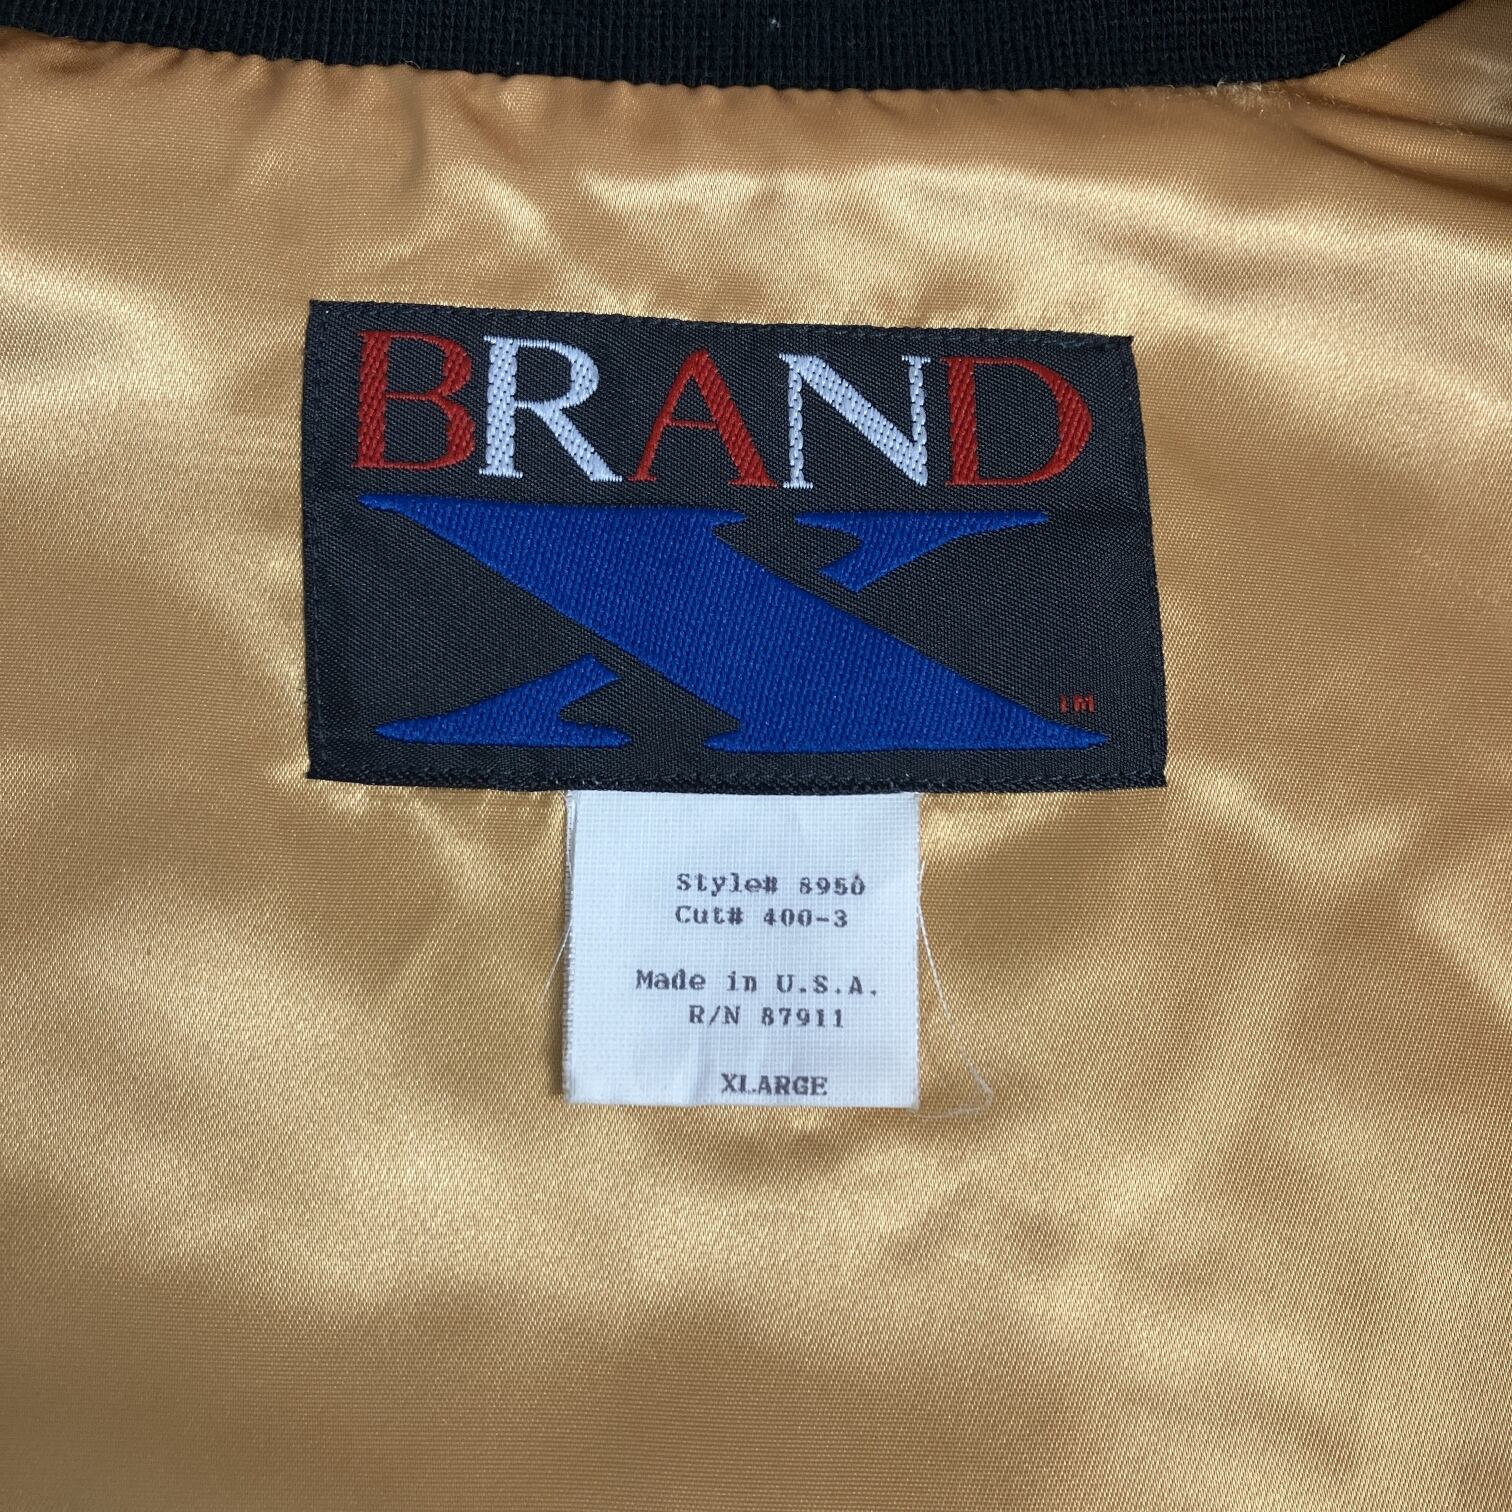 BRAND
X
TM
Style# 8950
Cut# 400-3
Made in U.S.A.
R/N 87911
XLARGE